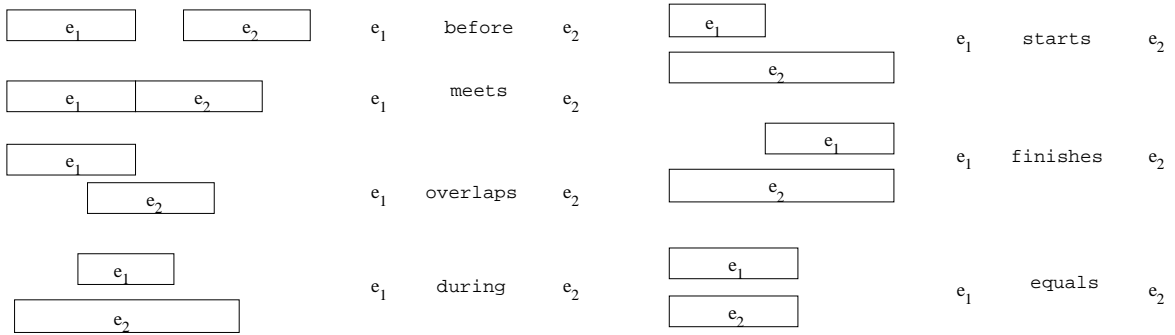 e1 e2 e1 before e2
e1 e2 e1 meets e2
e1
e2 e1 overlaps e2
e1
e2 e1 during e2
e1
e2 e1 starts e2
e1
e2 e1 finishes e2
e1
e2 e1 equals e2